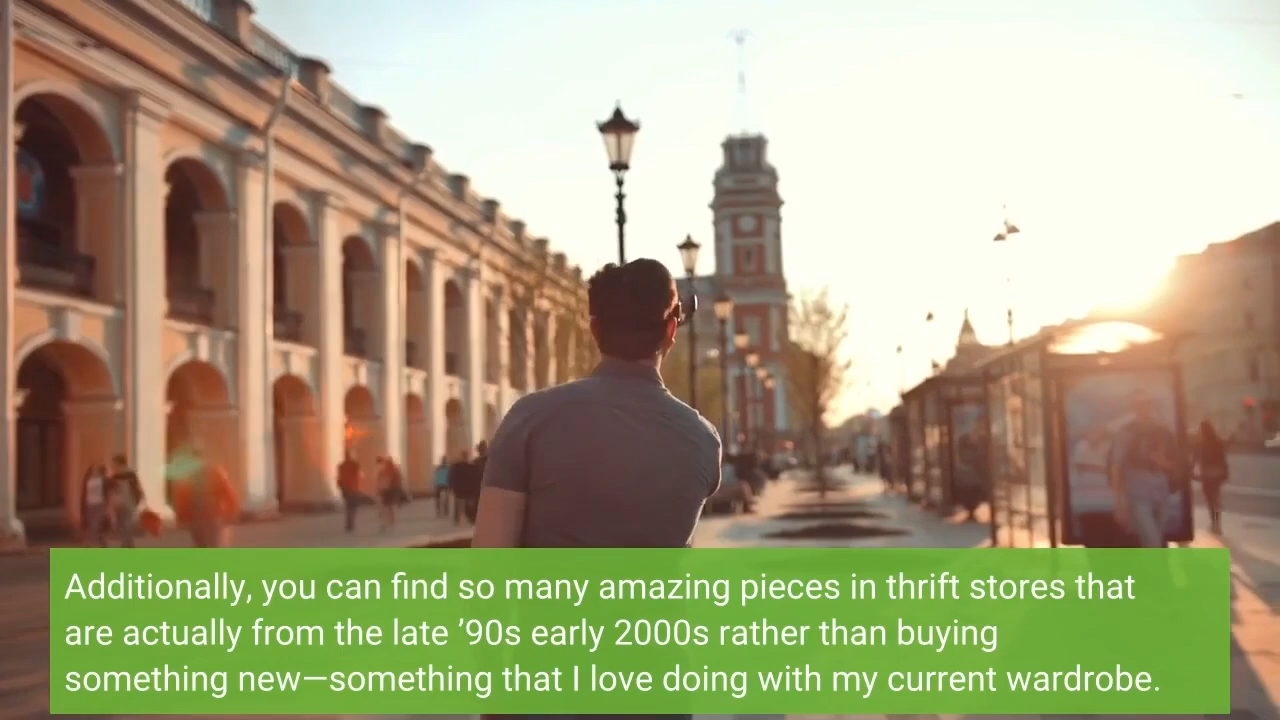 Additionally, you can find so many amazing pieces in thrift stores that
are actually from the late ’90s early 2000s rather than buying
something new—something that I love doing with my current wardrobe.